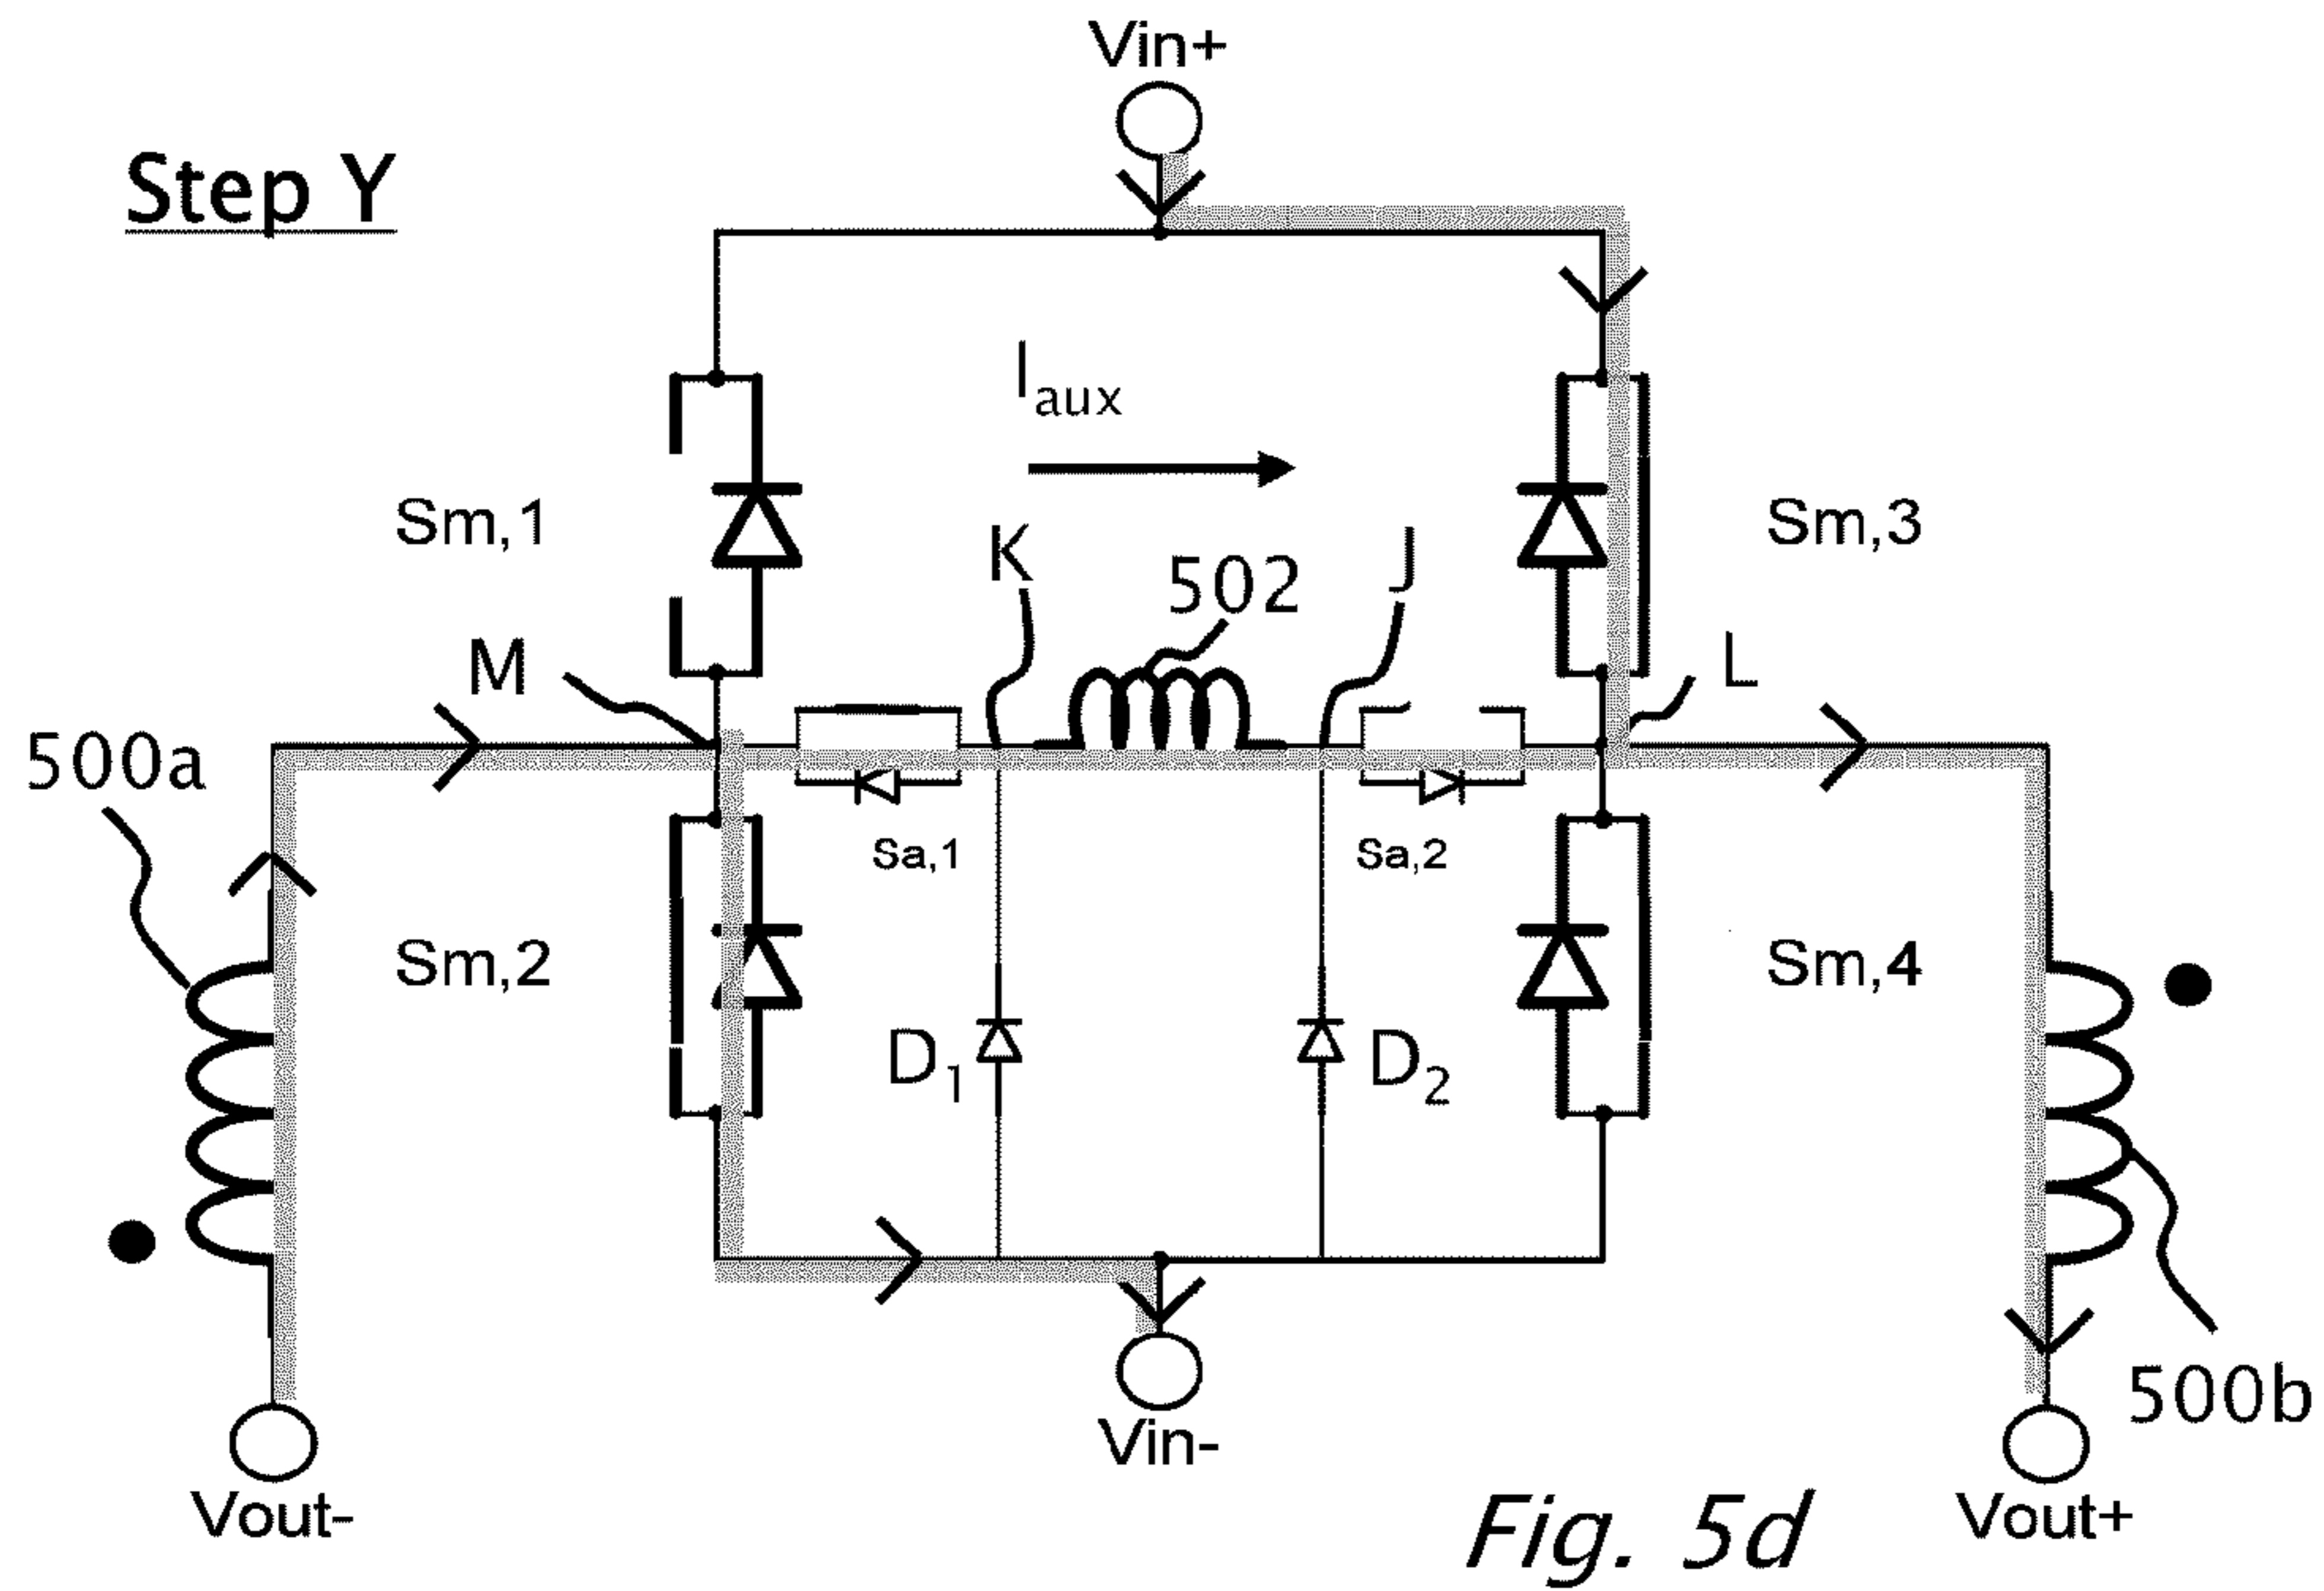 Vin+
Step Y
Iaux
Sm,1
K
502
J
Sm,3
M
L
500a
Sa,1
Sa,2
Sm,2
Sm,4
D1
D2
500b
Vin-
Vout-
Vout+
Fig. 5d